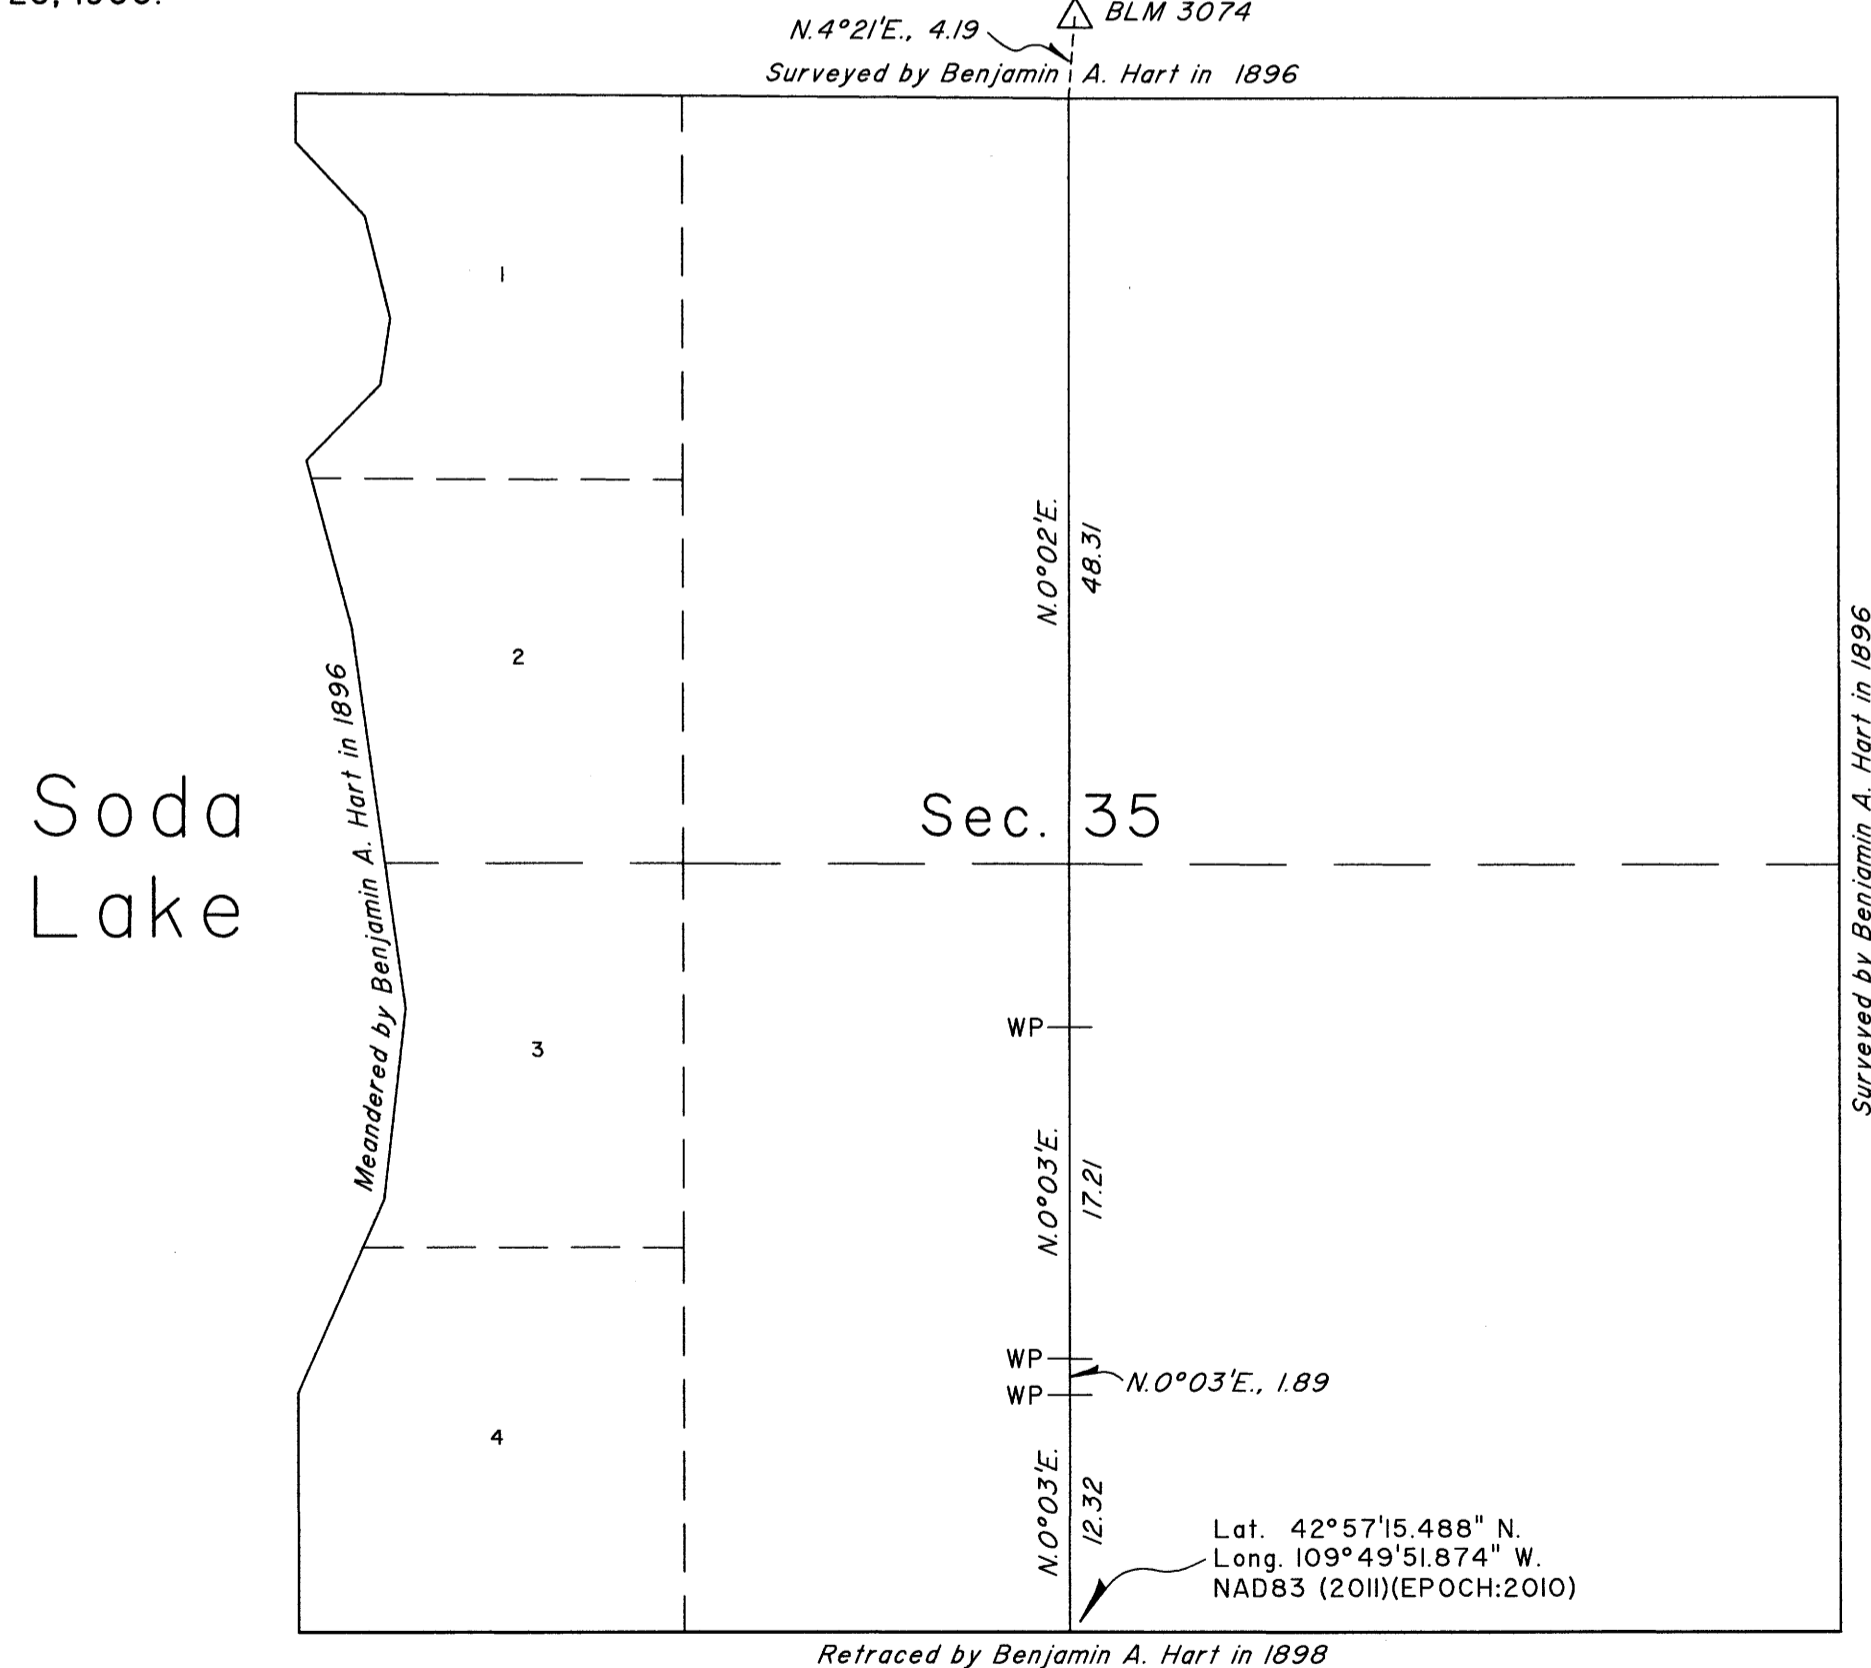 BLM 3074
N.4°21'E., 4.19
Surveyed by Benjamin A. Hart in 1896
1
N.0°02'E.
48.31
2
Meandered by Benjamin A. Hart in 1896
Surveyed by Benjamin A. Hart in 1896
Soda
Lake
Sec. 35
WP
3
N.0°03'E.
17.21
WP
N.0°03'E., 1.89
WP
4
N.0°03'E.
12.32
Lat. 42°57'15.488" N.
Long. 109°49'51.874" W.
NAD83 (2011)(EPOCH:2010)
Retraced by Benjamin A. Hart in 1898